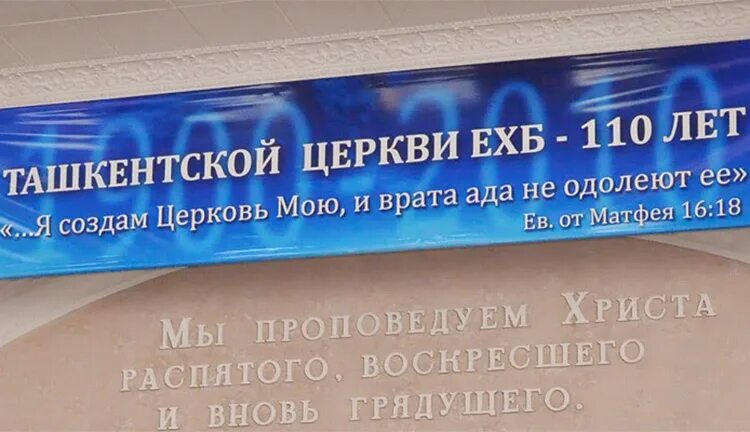 1900-2010
ТАШКЕНТСКОЙ ЦЕРКВИ ЕХБ - 110 ЛЕТ
«...Я создам Церковь Мою, и врата ада не одолеют ее»
Ев. от Матфея 16:18
Мы проповедуем Христа
распятого, воскресшего
и вновь грядущего.